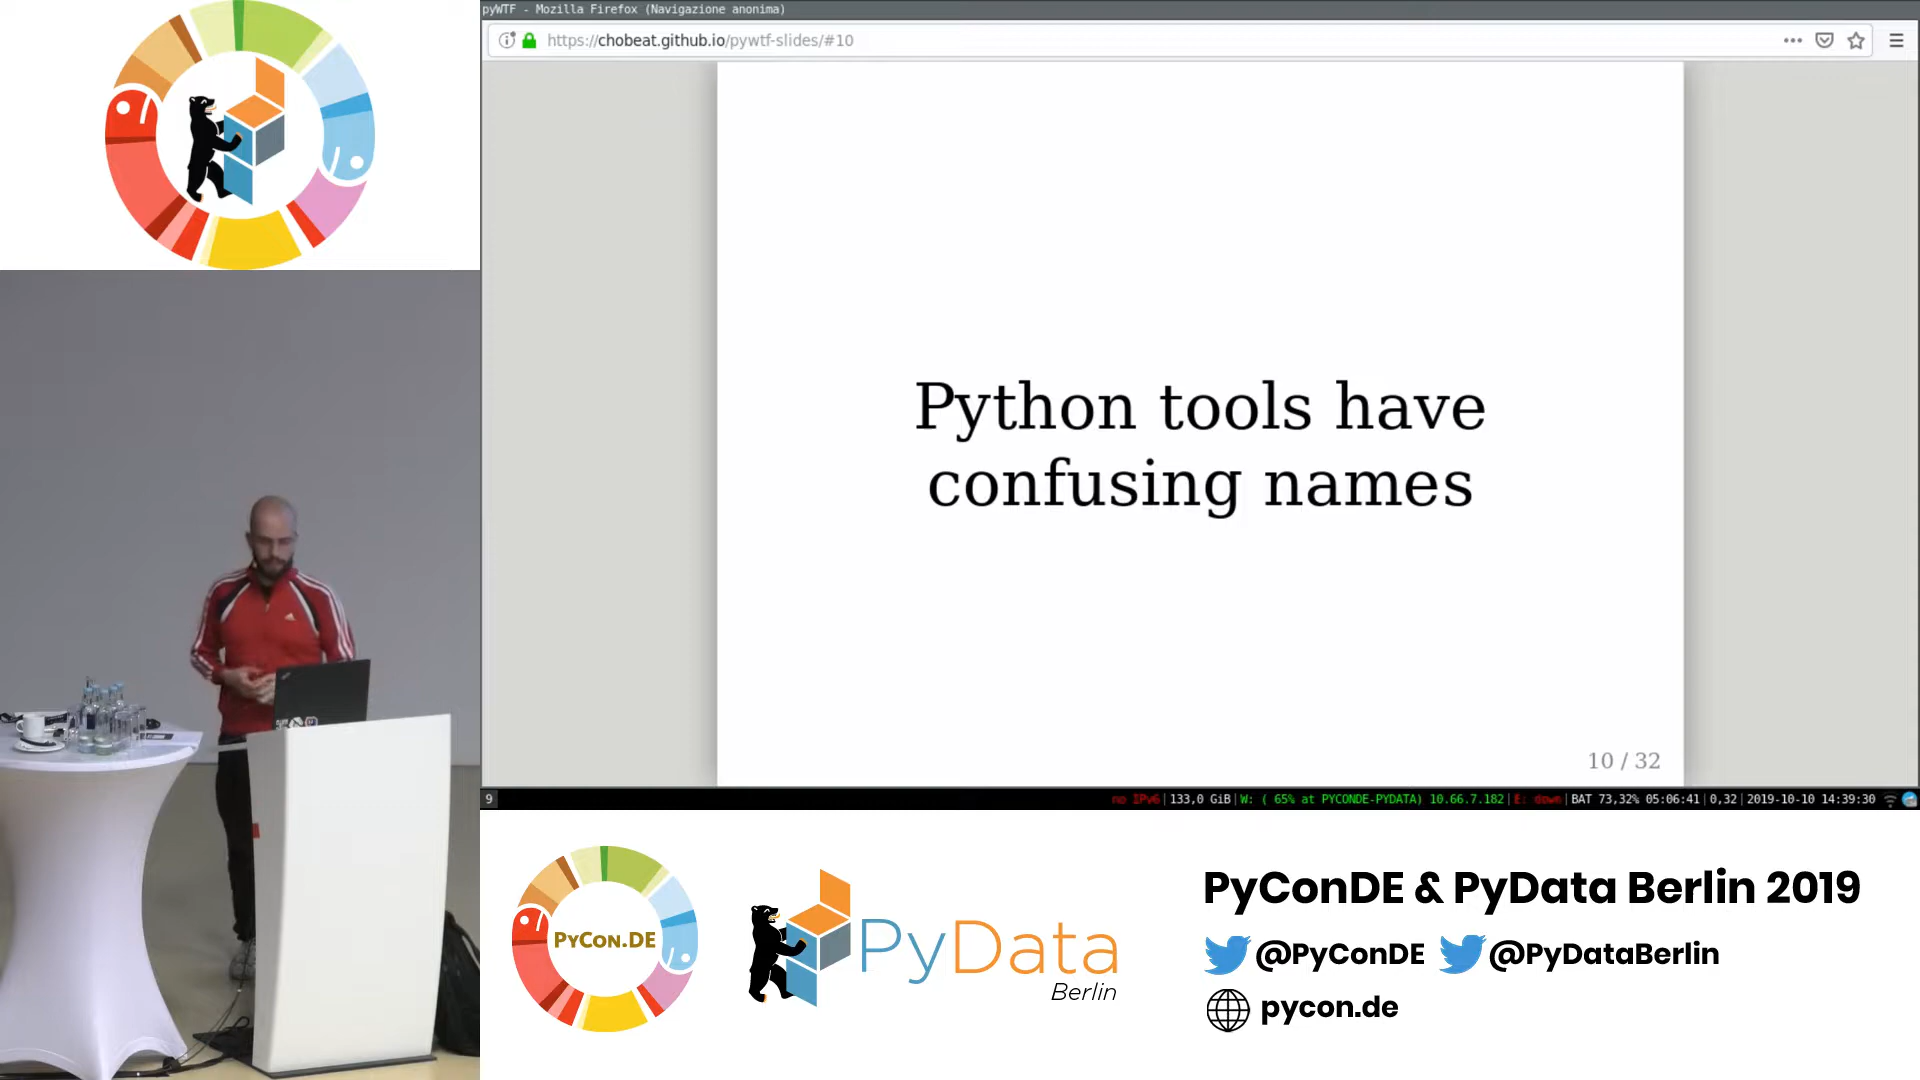 pyWTF - Mozilla Firefox (Navigazione anonima)
https://chobeat.github.io/pywtf-slides/#10
Python tools have
confusing names
10 / 32
9
no IPv6|133,0 GiB|W: ( 65% at PYCONDE-PYDATA) 10.66.7.182|E: down|BAT 73,32% 05:06:41|0,32|2019-10-10 14:39:30
PyCon.DE
PyData
Berlin
PyConDE & PyData Berlin 2019
@PyConDE @PyDataBerlin
pycon.de